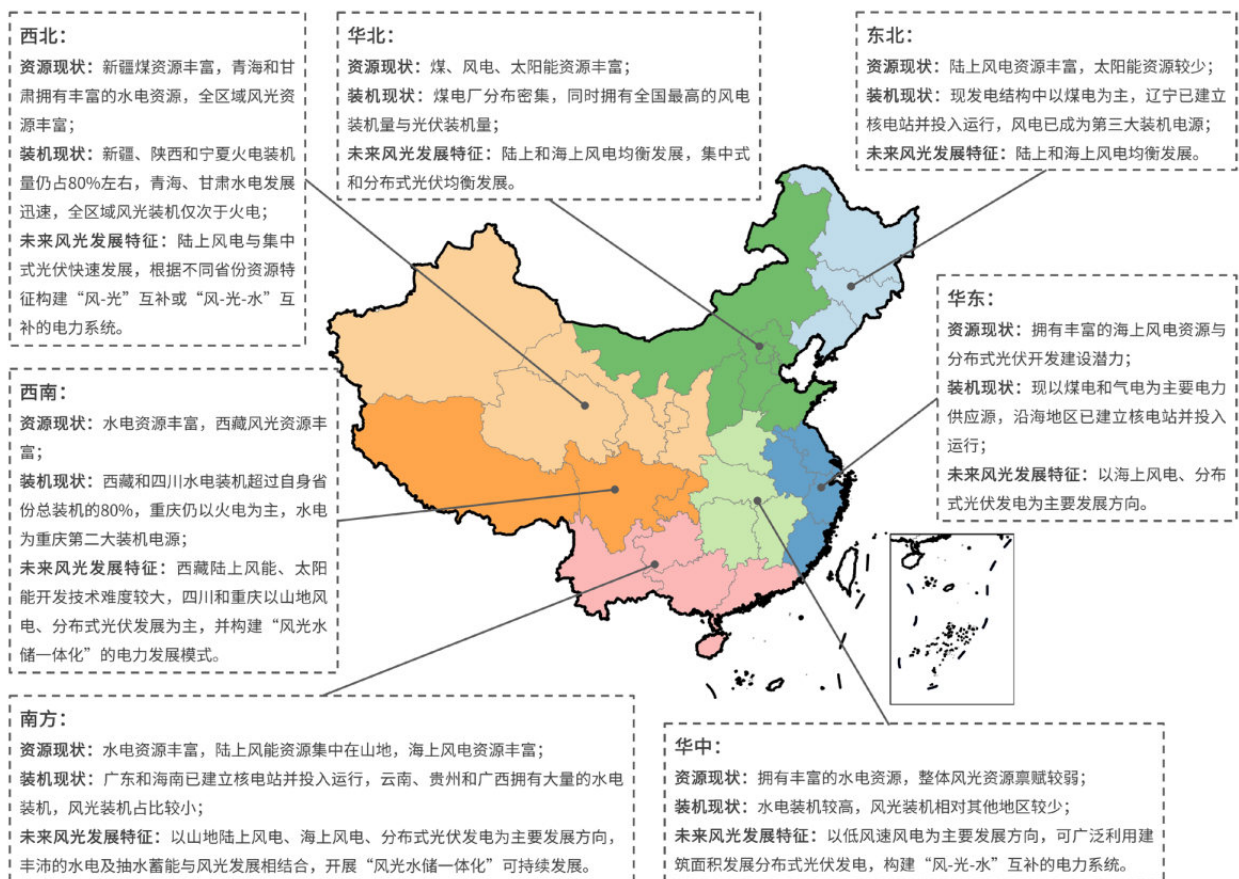 西北：
资源现状：新疆煤资源丰富，青海和甘
肃拥有丰富的水电资源，全区域风光资
源丰富；
装机现状：新疆、陕西和宁夏火电装机
量仍占80%左右，青海、甘肃水电发展
迅速，全区域风光装机仅次于火电；
未来风光发展特征：陆上风电与集中
式光伏快速发展，根据不同省份资源特
征构建“风-光”互补或“风-光-水”互
补的电力系统。
华北：
资源现状：煤、风电、太阳能资源丰富；
装机现状：煤电厂分布密集，同时拥有全国最高的风电
装机量与光伏装机量；
未来风光发展特征：陆上和海上风电均衡发展，集中式
和分布式光伏均衡发展。
东北：
资源现状：陆上风电资源丰富，太阳能资源较少；
装机现状：现发电结构中以煤电为主，辽宁已建立
核电站并投入运行，风电已成为第三大装机电源；
未来风光发展特征：陆上和海上风电均衡发展。
华东：
资源现状：拥有丰富的海上风电资源与
分布式光伏开发建设潜力；
装机现状：现以煤电和气电为主要电力
供应源，沿海地区已建立核电站并投入
运行；
未来风光发展特征：以海上风电、分布
式光伏发电为主要发展方向。
西南：
资源现状：水电资源丰富，西藏风光资源丰
富；
装机现状：西藏和四川水电装机超过自身省
份总装机的80%，重庆仍以火电为主，水电
为重庆第二大装机电源；
未来风光发展特征：西藏陆上风能、太阳
能开发技术难度较大，四川和重庆以山地风
电、分布式光伏发展为主，并构建“风光水
储一体化”的电力发展模式。
南方：
资源现状：水电资源丰富，陆上风能资源集中在山地，海上风电资源丰富；
装机现状：广东和海南已建立核电站并投入运行，云南、贵州和广西拥有大量的水电
装机，风光装机占比较小；
未来风光发展特征：以山地陆上风电、海上风电、分布式光伏发电为主要发展方向，
丰沛的水电及抽水蓄能与风光发展相结合，开展“风光水储一体化”可持续发展。
华中：
资源现状：拥有丰富的水电资源，整体风光资源禀赋较弱；
装机现状：水电装机较高，风光装机相对其他地区较少；
未来风光发展特征：以低风速风电为主要发展方向，可广泛利用建
筑面积发展分布式光伏发电，构建“风-光-水”互补的电力系统。